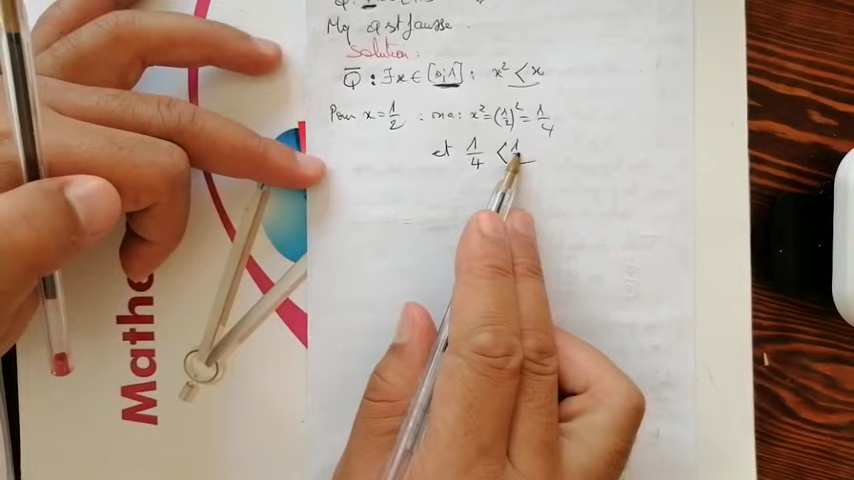 Mq Q est fausse.
Solution:
Q̅ : ∃x ∈ [0;1] : x² < x
Pour x = 1/2 : on a : x² = (1/2)² = 1/4
et 1/4 < 1
Math